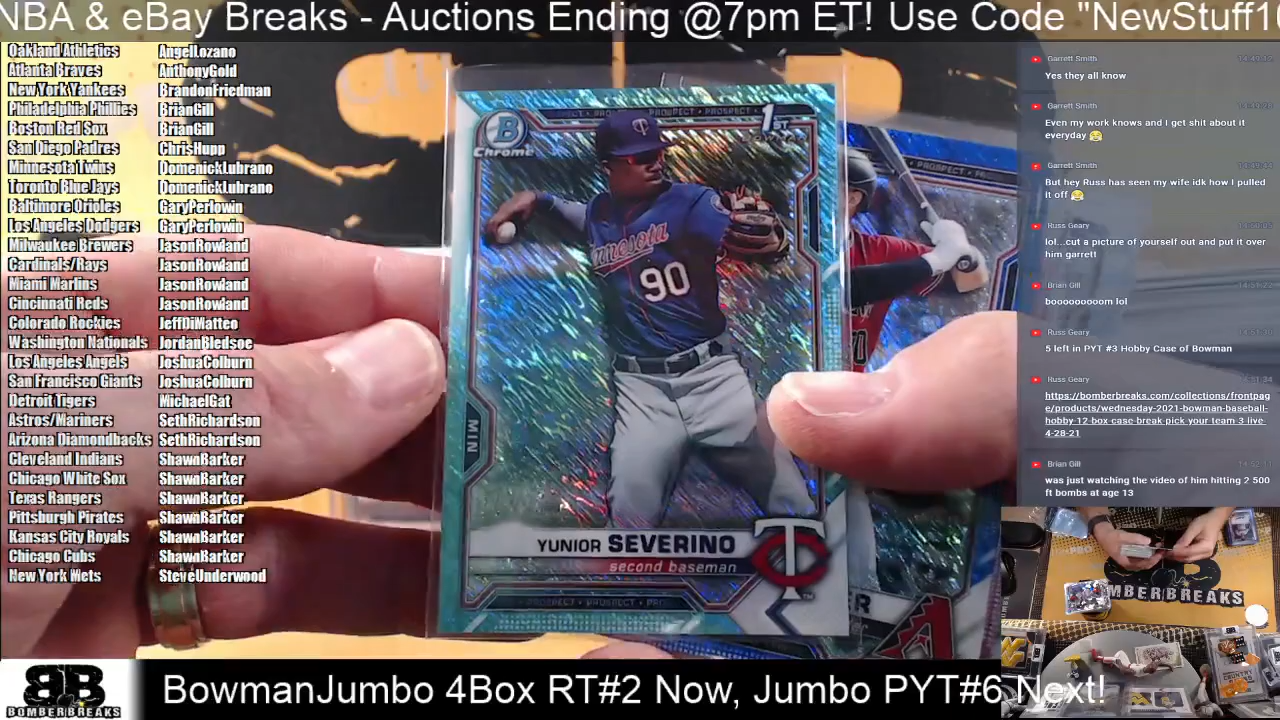 NBA & eBay Breaks - Auctions Ending @7pm ET! Use Code "NewStuff1
Oakland Athletics AngelLozano
Atlanta Braves AnthonyGold
New York Yankees BrandonFriedman
Philadelphia Phillies BrianGill
Boston Red Sox BrianGill
San Diego Padres ChrisHupp
Minnesota Twins DomenickLubrano
Toronto Blue Jays DomenickLubrano
Baltimore Orioles GaryPerlowin
Los Angeles Dodgers GaryPerlowin
Milwaukee Brewers JasonRowland
Cardinals/Rays JasonRowland
Miami Marlins JasonRowland
Cincinnati Reds JasonRowland
Colorado Rockies JeffDiMatteo
Washington Nationals JordanBledsoe
Los Angeles Angels JoshuaColburn
San Francisco Giants JoshuaColburn
Detroit Tigers MichaelGat
Astros/Mariners SethRichardson
Arizona Diamondbacks SethRichardson
Cleveland Indians ShawnBarker
Chicago White Sox ShawnBarker
Texas Rangers ShawnBarker
Pittsburgh Pirates ShawnBarker
Kansas City Royals ShawnBarker
Chicago Cubs ShawnBarker
New York Mets SteveUnderwood
PROSPECT • PROSPECT
B
Chrome
1ST
Minnesota
90
MIN
YUNIOR SEVERINO
second baseman
PROSPECT • PROSPECT
PROSPECT
Garrett Smith
Yes they all know
Garrett Smith
Even my work knows and I get shit about it
everyday 😂
Garrett Smith
But hey Russ has seen my wife idk how I pulled
it off 😂
Russ Geary
lol...cut a picture of yourself out and put it over
him garrett
Brian Gill
booooooooom lol
Russ Geary
5 left in PYT #3 Hobby Case of Bowman
Russ Geary
https://bomberbreaks.com/collections/frontpag
e/products/wednesday-2021-bowman-baseball-
hobby-12-box-case-break-pick-your-team-3-live-
4-28-21
Brian Gill
was just watching the video of him hitting 2 500
ft bombs at age 13
BOMBERBREAKS
BB
BOMBERBREAKS
BowmanJumbo 4Box RT#2 Now, Jumbo PYT#6 Next!